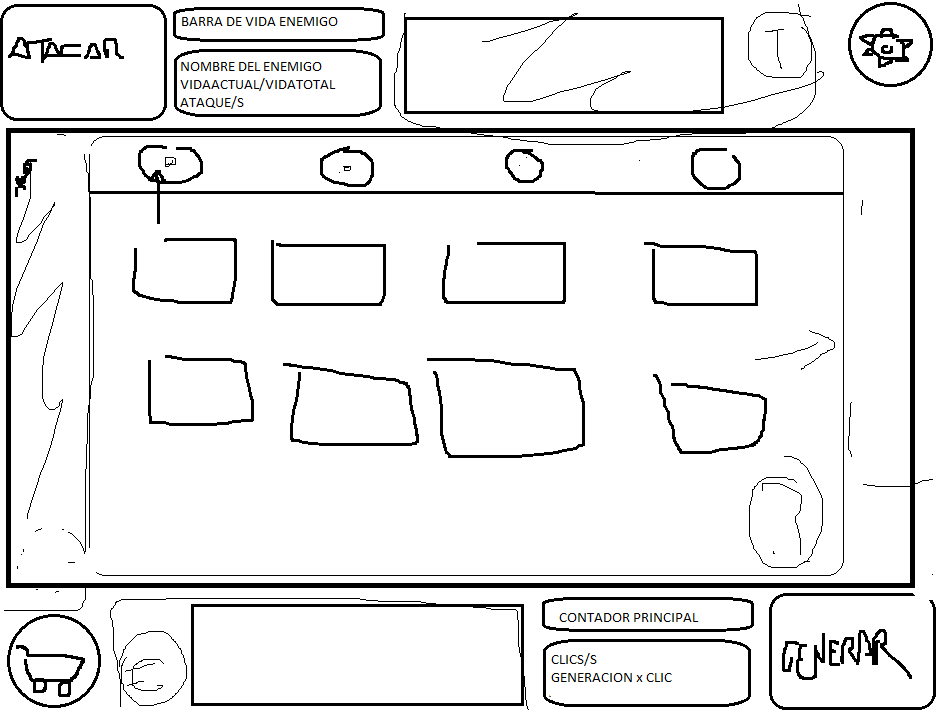 ATACAR
BARRA DE VIDA ENEMIGO
NOMBRE DEL ENEMIGO
VIDAACTUAL/VIDATOTAL
ATAQUE/S
T
CONTADOR PRINCIPAL
CLICS/S
GENERACION x CLIC
GENERAR